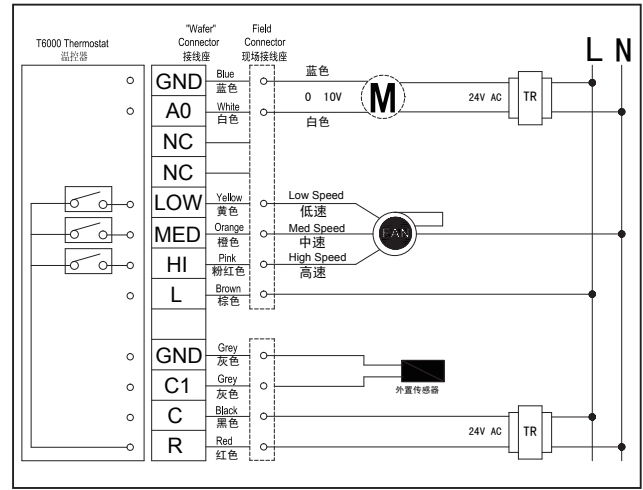 T6000 Thermostat
温控器
"Wafer"
Connector
接线座
Field
Connector
现场接线座
L N
GND Blue
蓝色
蓝色
A0 White
白色
0 10V
白色
M
24V AC TR
NC
NC
LOW Yellow
黄色
Low Speed
低速
MED Orange
橙色
Med Speed
中速
FAN
HI Pink
粉红色
High Speed
高速
L Brown
棕色
GND Grey
灰色
C1 Grey
灰色
外置传感器
C Black
黑色
24V AC TR
R Red
红色